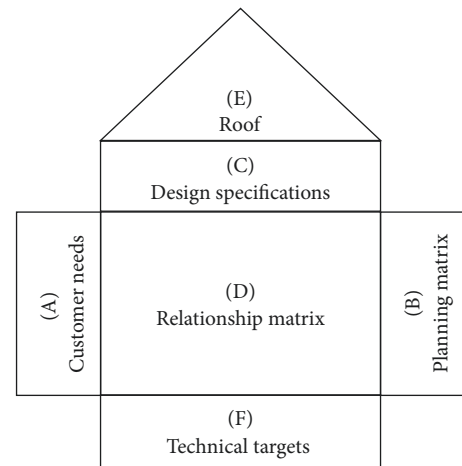 (E)
Roof
(C)
Design specifications
(A)
Customer needs
(D)
Relationship matrix
(B)
Planning matrix
(F)
Technical targets